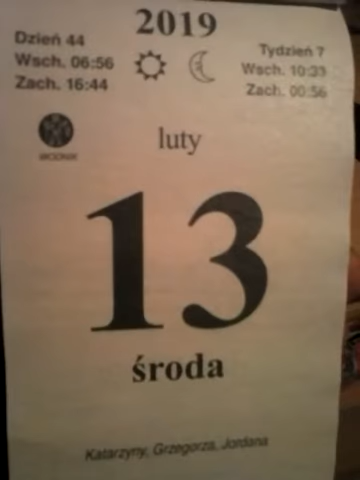 2019
Dzień 44
Wsch. 06:56
Zach. 16:44
Tydzień 7
Wsch. 10:33
Zach. 00:56
luty
13
środa
Katarzyny, Grzegorza, Jordana